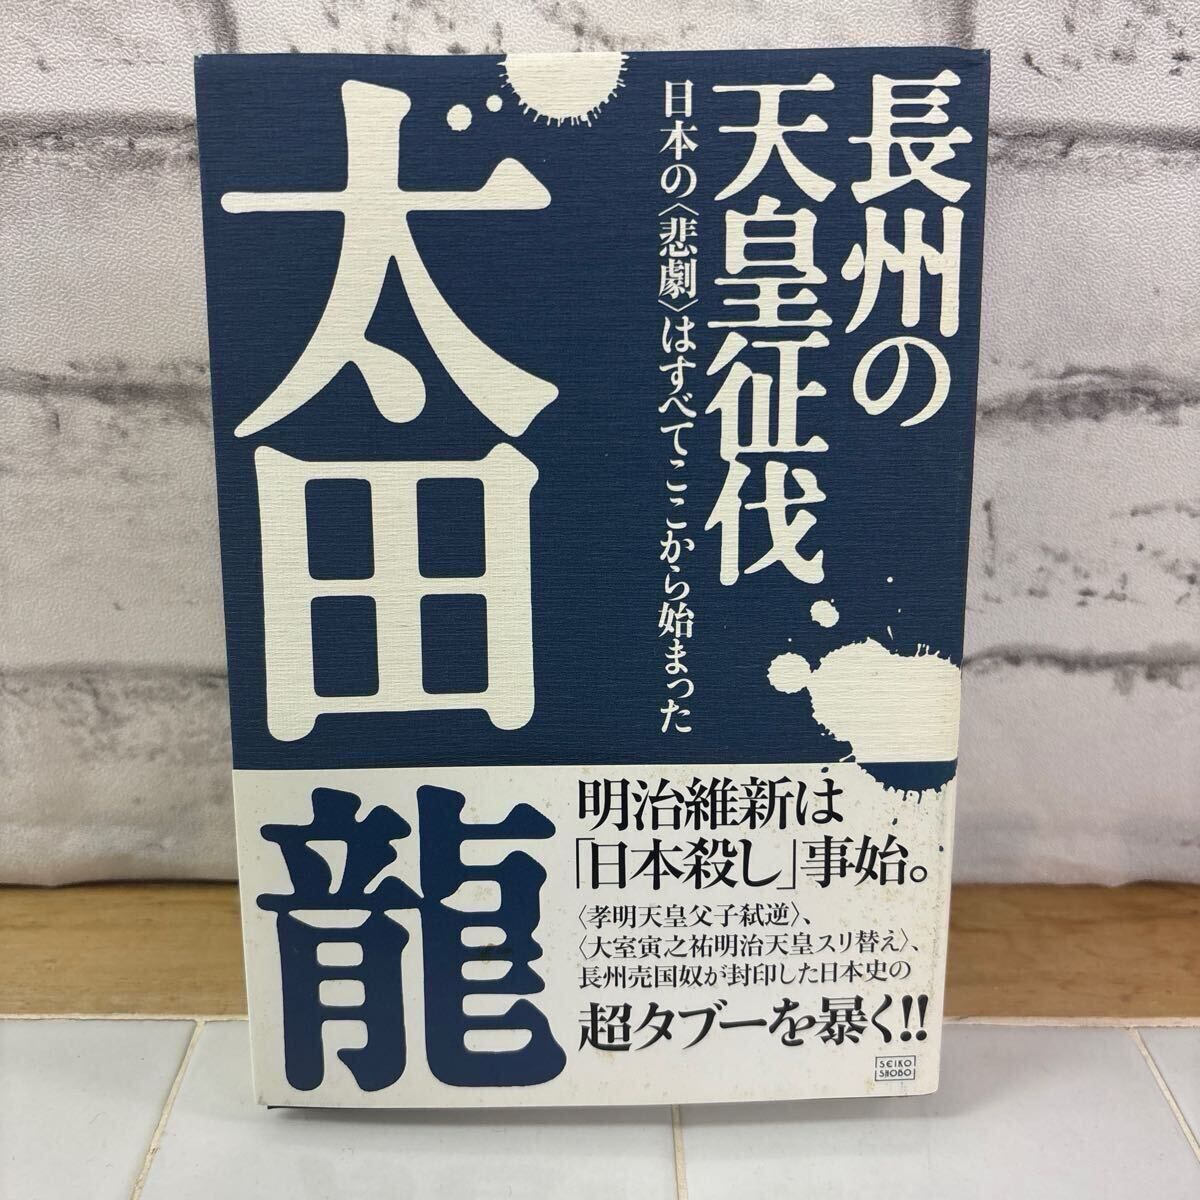 長州の
天皇征伐
日本の〈悲劇〉はすべてここから始まった
太田龍
明治維新は
「日本殺し」事始。
〈孝明天皇父子弑逆〉、
〈大室寅之祐明治天皇スリ替え〉、
長州売国奴が封印した日本史の
超タブーを暴く!!
SEIKO
SHOBO